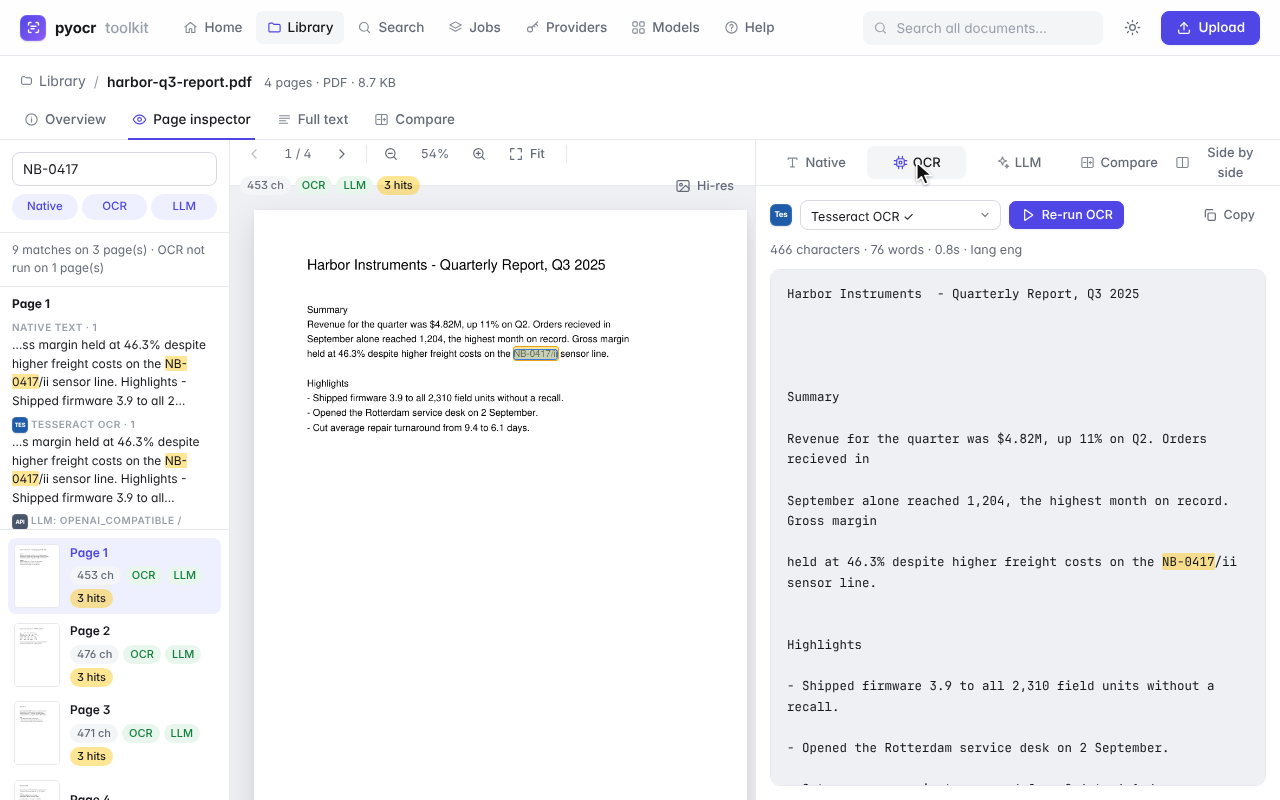 pyocr toolkit
Home
Library
Search
Jobs
Providers
Models
Help
Search all documents...
Upload
Library / harbor-q3-report.pdf 4 pages · PDF · 8.7 KB
Overview
Page inspector
Full text
Compare
NB-0417
Native
OCR
LLM
9 matches on 3 page(s) · OCR not
run on 1 page(s)
Page 1
NATIVE TEXT · 1
...ss margin held at 46.3% despite
higher freight costs on the NB-
0417/ii sensor line. Highlights -
Shipped firmware 3.9 to all 2...
TES TESSERACT OCR · 1
...s margin held at 46.3% despite
higher freight costs on the NB-
0417/ii sensor line. Highlights -
Shipped firmware 3.9 to all...
API LLM: OPENAI_COMPATIBLE /
Page 1
453 ch OCR LLM
3 hits
Page 2
476 ch OCR LLM
3 hits
Page 3
471 ch OCR LLM
3 hits
Page 4
1 / 4
54%
Fit
453 ch OCR LLM 3 hits
Hi-res
Harbor Instruments - Quarterly Report, Q3 2025
Summary
Revenue for the quarter was $4.82M, up 11% on Q2. Orders recieved in
September alone reached 1,204, the highest month on record. Gross margin
held at 46.3% despite higher freight costs on the NB-0417/ii sensor line.
Highlights
- Shipped firmware 3.9 to all 2,310 field units without a recall.
- Opened the Rotterdam service desk on 2 September.
- Cut average repair turnaround from 9.4 to 6.1 days.
Native
OCR
LLM
Compare
Side by
side
Tes
Tesseract OCR ✓
Re-run OCR
Copy
466 characters · 76 words · 0.8s · lang eng
Harbor Instruments - Quarterly Report, Q3 2025
Summary
Revenue for the quarter was $4.82M, up 11% on Q2. Orders
recieved in
September alone reached 1,204, the highest month on record.
Gross margin
held at 46.3% despite higher freight costs on the NB-0417/ii
sensor line.
Highlights
- Shipped firmware 3.9 to all 2,310 field units without a
recall.
- Opened the Rotterdam service desk on 2 September.